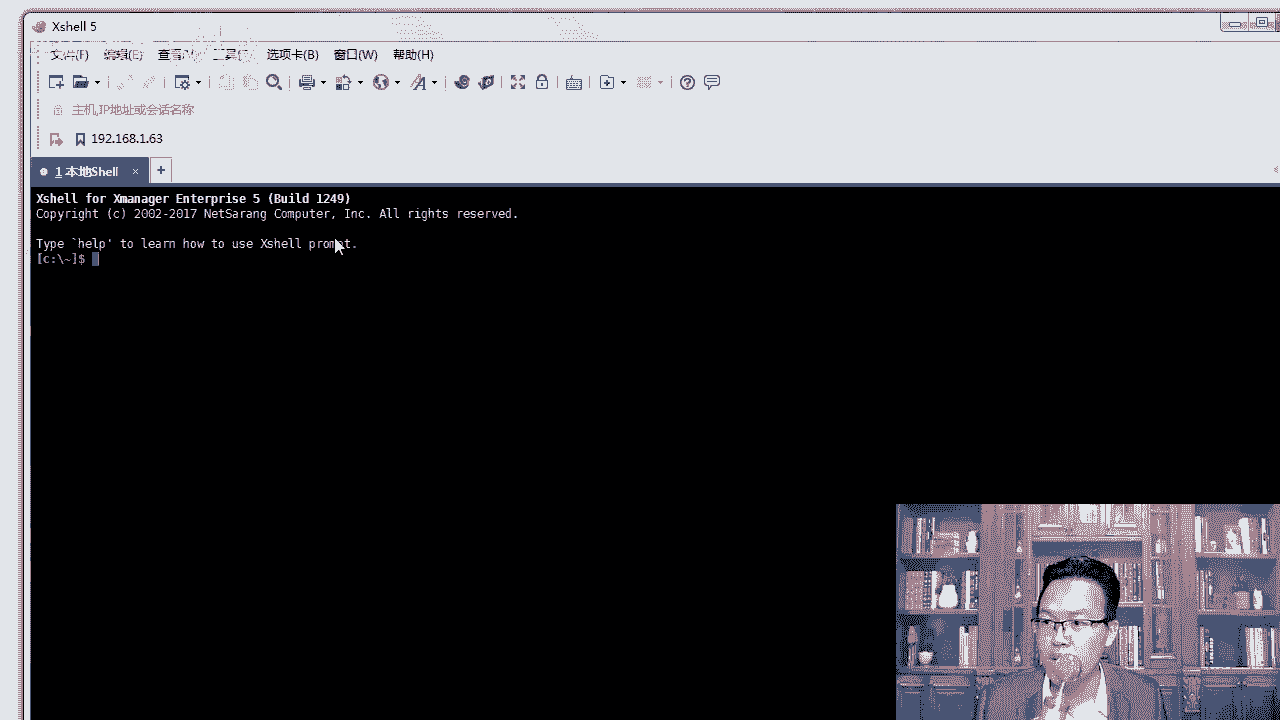 Xshell 5
文件(F) 编辑(E) 查看(V) 工具(T) 选项卡(B) 窗口(W) 帮助(H)
主机,IP地址或会话名称
192.168.1.63
1 本地Shell × +
Xshell for Xmanager Enterprise 5 (Build 1249)
Copyright (c) 2002-2017 NetSarang Computer, Inc. All rights reserved.
Type `help' to learn how to use Xshell prompt.
[c:\~]$